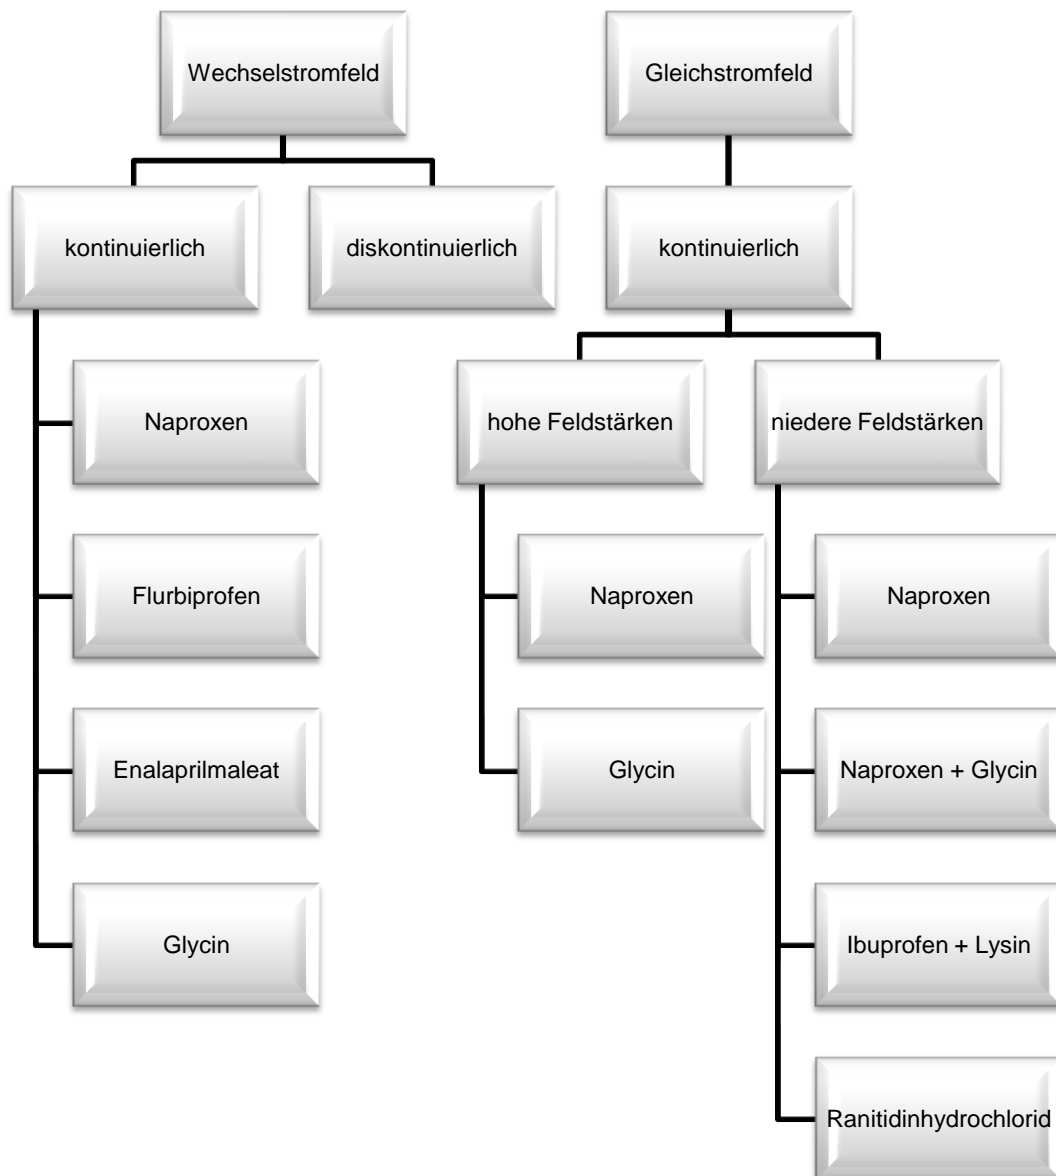 Wechselstromfeld
Gleichstromfeld
kontinuierlich
diskontinuierlich
kontinuierlich
hohe Feldstärken
niedere Feldstärken
Naproxen
Flurbiprofen
Enalaprilmaleat
Glycin
Naproxen
Glycin
Naproxen
Naproxen + Glycin
Ibuprofen + Lysin
Ranitidinhydrochlorid